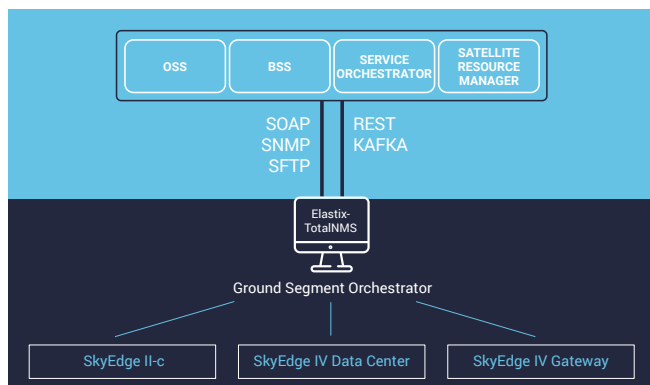 OSS
BSS
SERVICE
ORCHESTRATOR
SATELLITE
RESOURCE
MANAGER
SOAP
SNMP
SFTP
REST
KAFKA
Elastix-
TotalNMS
Ground Segment Orchestrator
SkyEdge II-c
SkyEdge IV Data Center
SkyEdge IV Gateway